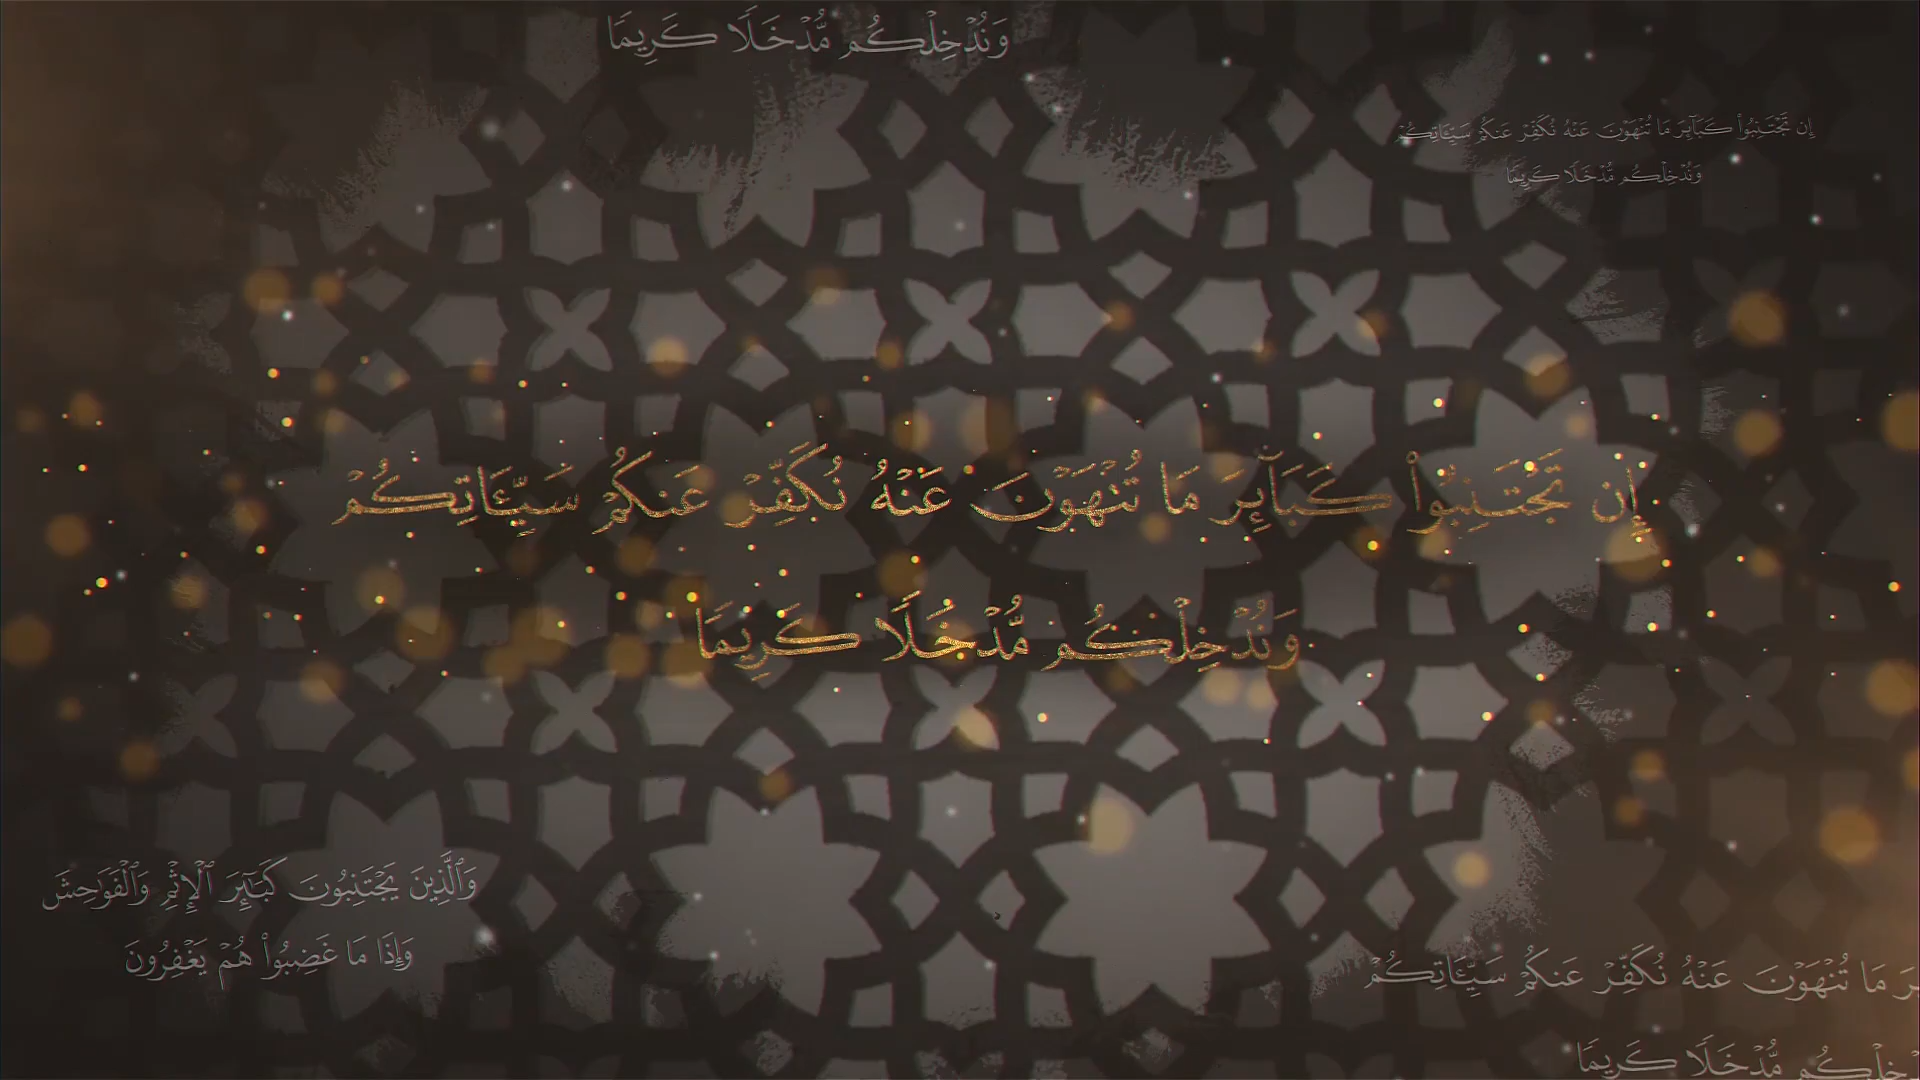 وَنُدْخِلْكُم مُّدْخَلًا كَرِيمًا
إِن تَجْتَنِبُوا۟ كَبَآئِرَ مَا تُنْهَوْنَ عَنْهُ نُكَفِّرْ عَنكُمْ سَيِّـَٔاتِكُمْ
وَنُدْخِلْكُم مُّدْخَلًا كَرِيمًا
إِن تَجْتَنِبُوا۟ كَبَآئِرَ مَا تُنْهَوْنَ عَنْهُ نُكَفِّرْ عَنكُمْ سَيِّـَٔاتِكُمْ
وَنُدْخِلْكُم مُّدْخَلًا كَرِيمًا
وَٱلَّذِينَ يَجْتَنِبُونَ كَبَـٰٓئِرَ ٱلْإِثْمِ وَٱلْفَوَٰحِشَ
وَإِذَا مَا غَضِبُوا۟ هُمْ يَغْفِرُونَ
مَا تُنْهَوْنَ عَنْهُ نُكَفِّرْ عَنكُمْ سَيِّـَٔاتِكُمْ
مُّدْخَلًا كَرِيمًا